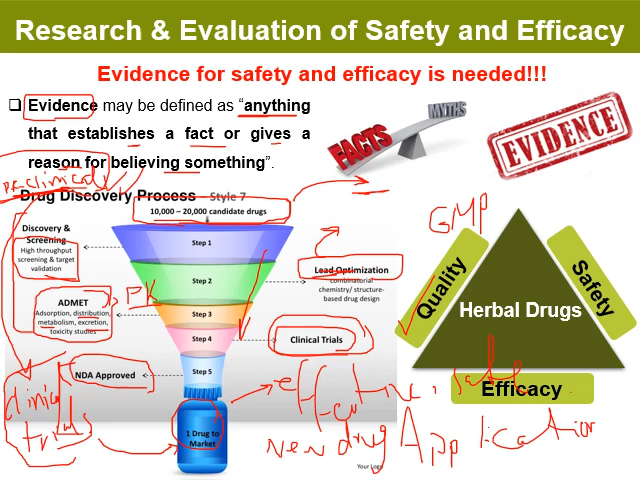 Research & Evaluation of Safety and Efficacy
Evidence for safety and efficacy is needed!!!
Evidence may be defined as “anything
that establishes a fact or gives a
reason for believing something”.
FACTS
MYTHS
EVIDENCE
Preclinical
Drug Discovery Process – Style 7
10,000 – 20,000 candidate drugs
Discovery &
Screening
High throughput
screening & target
validation
Step 1
Step 2
Step 3
Step 4
Step 5
Lead Optimization
combinatorial
chemistry/ structure-
based drug design
ADMET
Adsorption, distribution,
metabolism, excretion,
toxicity studies
PK
Clinical Trials
NDA Approved
1 Drug to
Market
Your Logo
GMP
Quality
Safety
Herbal Drugs
Efficacy
clinical
trials
effective, safe
New drug Application